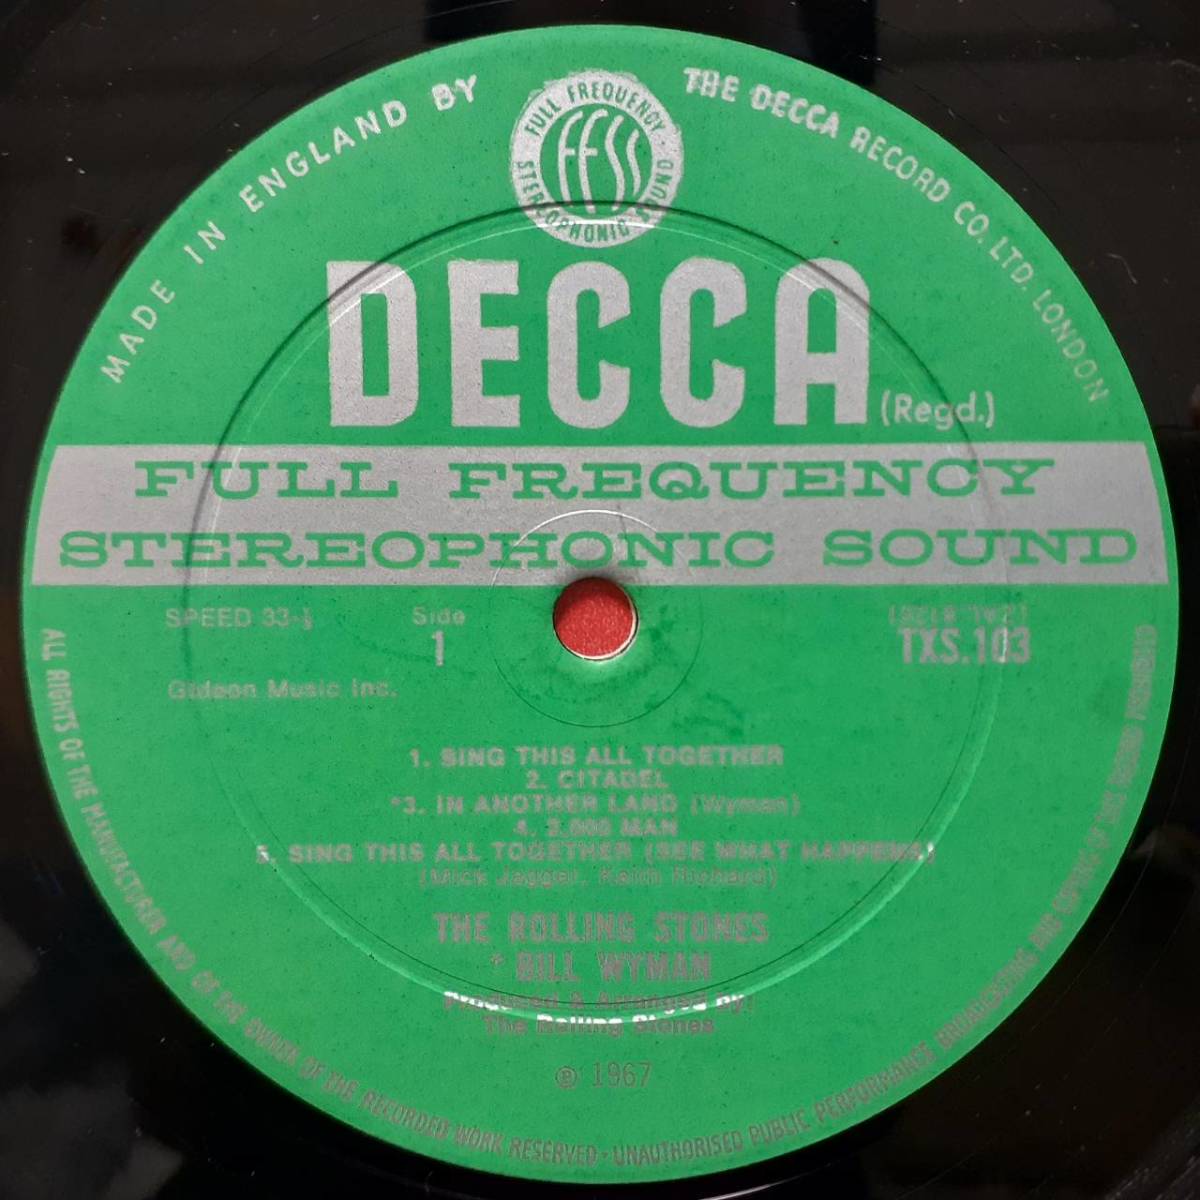 MADE IN ENGLAND BY
THE DECCA RECORD CO. LTD. LONDON
FULL FREQUENCY
FFSS
STEREOPHONIC SOUND
DECCA
(Regd.)
FULL FREQUENCY
STEREOPHONIC SOUND
SPEED 33-⅓
Side
1
TXS.103
Gideon Music Inc.
1. SING THIS ALL TOGETHER
2. CITADEL
*3. IN ANOTHER LAND (Wyman)
4. 2,000 MAN
5. SING THIS ALL TOGETHER (SEE WHAT HAPPENS)
(Mick Jagger, Keith Richard)
THE ROLLING STONES
* BILL WYMAN
Produced & Arranged by:
The Rolling Stones
℗ 1967
ALL RIGHTS OF THE MANUFACTURER AND OF THE OWNER OF THE RECORDED WORK RESERVED · UNAUTHORISED PUBLIC PERFORMANCE BROADCASTING AND COPYING OF THIS RECORD PROHIBITED